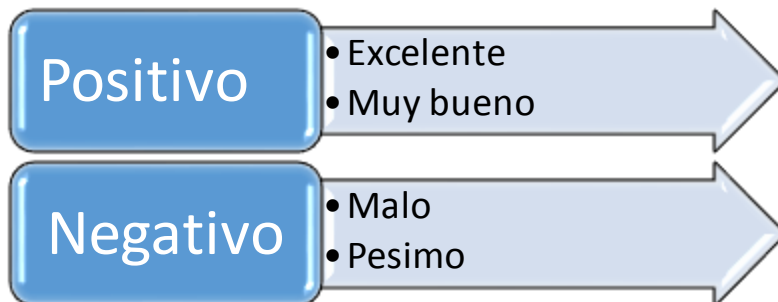 Positivo
• Excelente
• Muy bueno
Negativo
• Malo
• Pesimo